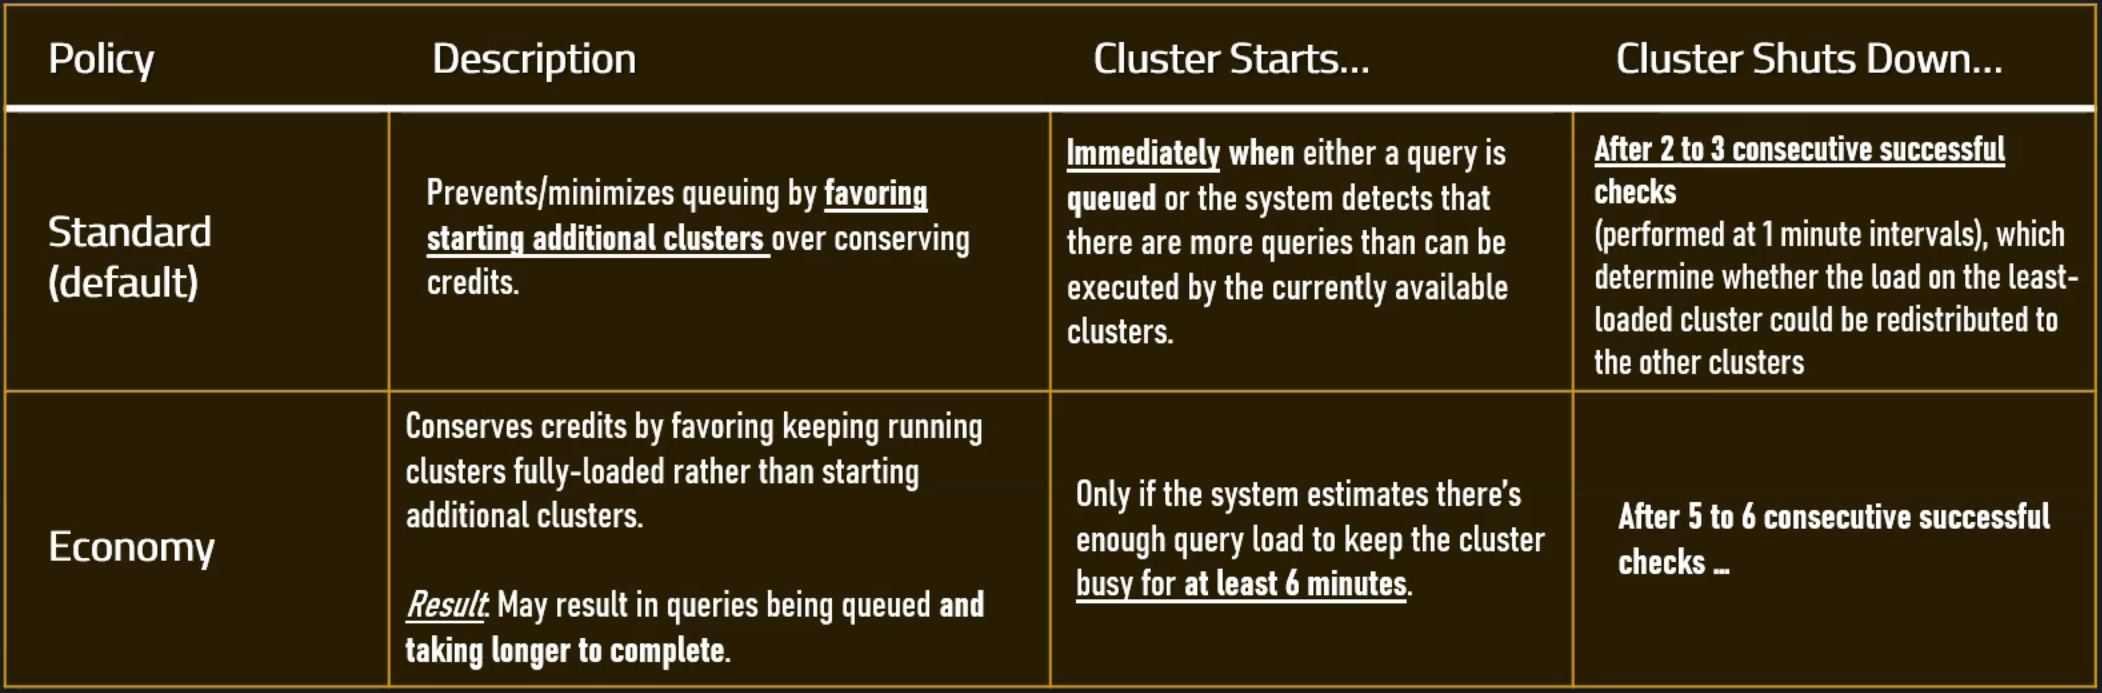 Policy
Description
Cluster Starts...
Cluster Shuts Down...
Standard
(default)
Prevents/minimizes queuing by favoring
starting additional clusters over conserving
credits.
Immediately when either a query is
queued or the system detects that
there are more queries than can be
executed by the currently available
clusters.
After 2 to 3 consecutive successful
checks
(performed at 1 minute intervals), which
determine whether the load on the least-
loaded cluster could be redistributed to
the other clusters
Economy
Conserves credits by favoring keeping running
clusters fully-loaded rather than starting
additional clusters.
Result: May result in queries being queued and
taking longer to complete.
Only if the system estimates there's
enough query load to keep the cluster
busy for at least 6 minutes.
After 5 to 6 consecutive successful
checks ...